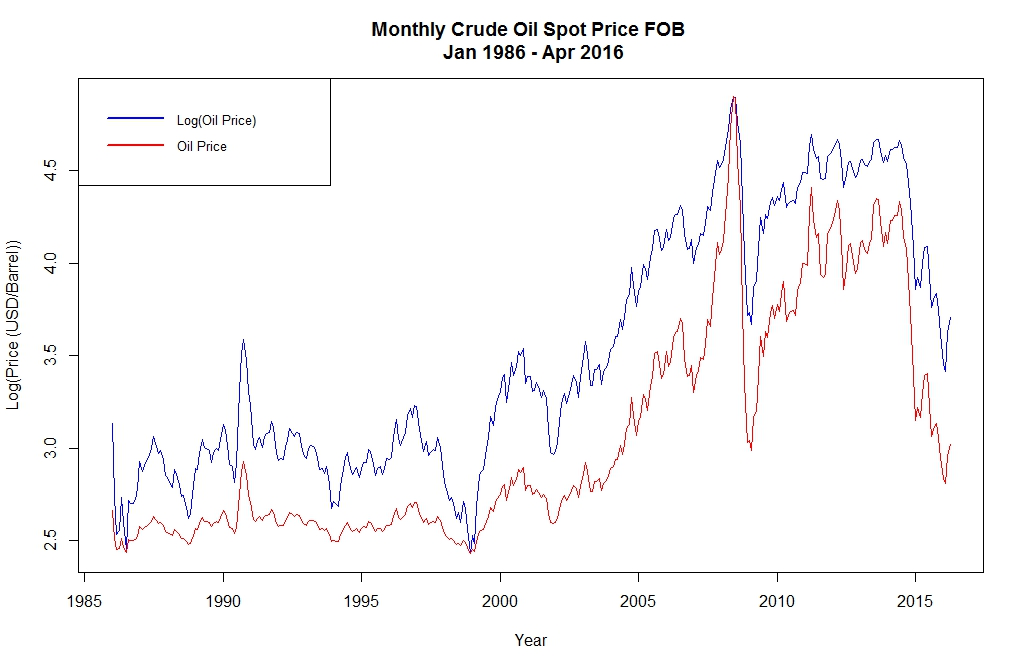 Monthly Crude Oil Spot Price FOB
Jan 1986 - Apr 2016
Log(Oil Price)
Oil Price
Log(Price (USD/Barrel))
4.5
4.0
3.5
3.0
2.5
1985 1990 1995 2000 2005 2010 2015
Year